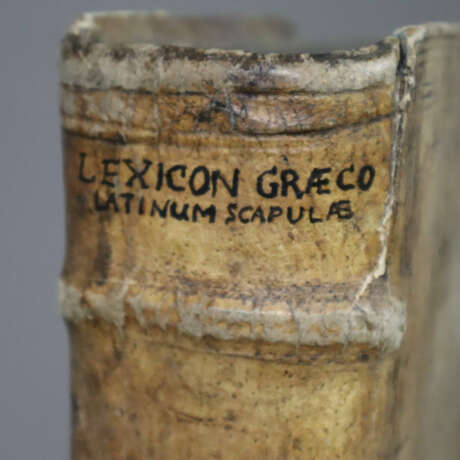 LEXICON GRÆCO
LATINUM SCAPULÆ